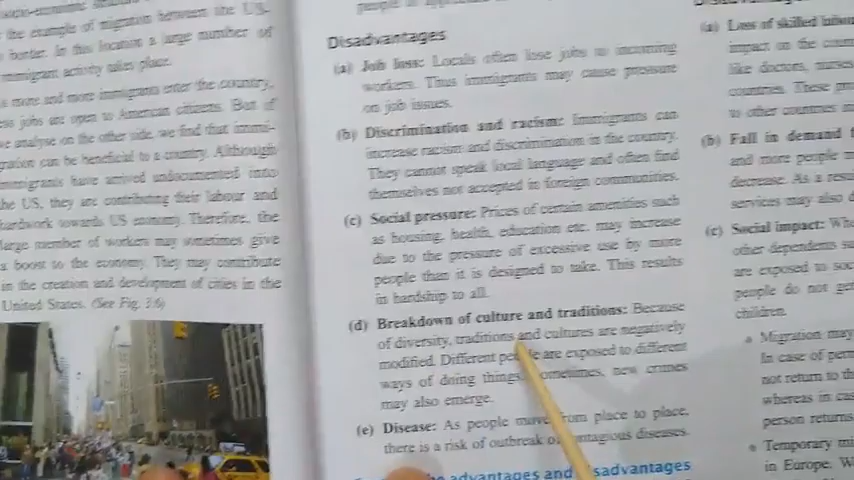 the example of migration between the US,
border. In this location a large number of
immigrant activity takes place.
more and more immigrants enter the country,
jobs are open to American citizens. But if
we analyse on the other side, we find that immi-
gration can be beneficial to a country. Although
immigrants have arrived undocumented into
the US, they are contributing their labour and
hardwork towards US economy. Therefore, the
large member of workers may sometimes give
a boost to the economy. They may contribute
in the creation and development of cities in the
United States. (See Fig. 3.6)
Disadvantages
(a) Job loss: Locals often lose jobs to incoming
workers. Thus immigrants may cause pressure
on job issues.
(b) Discrimination and racism: Immigrants can
increase racism and discrimination in the country.
They cannot speak local language and often find
themselves not accepted in foreign communities.
(c) Social pressure: Prices of certain amenities such
as housing, health, education etc. may increase
due to the pressure of excessive use by more
people than it is designed to take. This results
in hardship to all.
(d) Breakdown of culture and traditions: Because
of diversity, traditions and cultures are negatively
modified. Different people are exposed to different
ways of doing things, sometimes, new crimes
may also emerge.
(e) Disease: As people move from place to place,
there is a risk of outbreak of contagious diseases.
advantages and disadvantages
(a) Loss of skilled
impact on the
like doctors, nurses
countries. These
to other countries
(b) Fall in demand
and more people
decrease. As a
services may also
(c) Social impact:
other dependents
are exposed to
people do not
children.
Migration may
In case of
not return to
whereas in
person returns
Temporary
in Europe.